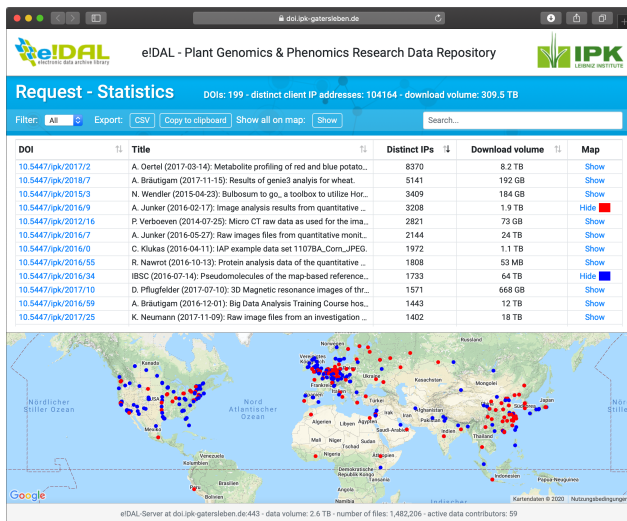 doi.ipk-gatersleben.de
e!DAL
electronic data archive library
e!DAL - Plant Genomics & Phenomics Research Data Repository
IPK
LEIBNIZ INSTITUTE
Request - Statistics
DOIs: 199 - distinct client IP addresses: 104164 - download volume: 309.5 TB
Filter: All Export: CSV Copy to clipboard Show all on map: Show Search...
DOI Title Distinct IPs Download volume Map
10.5447/ipk/2017/2 A. Oertel (2017-03-14): Metabolite profiling of red and blue potato... 8370 8.2 TB Show
10.5447/ipk/2018/7 A. Bräutigam (2017-11-15): Results of genie3 analyis for wheat. 5141 192 GB Show
10.5447/ipk/2015/3 N. Wendler (2015-04-23): Bulbosum to go_ a toolbox to utilize Hor... 3409 184 GB Show
10.5447/ipk/2016/9 A. Junker (2016-02-17): Image analysis results from quantitative ... 3208 1.9 TB Hide
10.5447/ipk/2012/16 P. Verboeven (2014-07-25): Micro CT raw data as used for the ima... 2821 73 GB Show
10.5447/ipk/2016/7 A. Junker (2016-05-27): Raw images files from quantitative monit... 2144 24 TB Show
10.5447/ipk/2016/0 C. Klukas (2016-04-11): IAP example data set 1107BA_Corn_JPEG. 1972 1.1 TB Show
10.5447/ipk/2016/55 R. Nawrot (2016-10-13): Protein analysis data of the quantitative ... 1808 53 MB Show
10.5447/ipk/2016/34 IBSC (2016-07-14): Pseudomolecules of the map-based reference... 1733 64 TB Hide
10.5447/ipk/2017/10 D. Pflugfelder (2017-07-10): 3D Magnetic resonance images of thr... 1571 668 GB Show
10.5447/ipk/2016/59 A. Bräutigam (2016-12-01): Big Data Analysis Training Course hos... 1443 12 TB Show
10.5447/ipk/2017/25 K. Neumann (2017-11-09): Raw image files from an investigation ... 1402 18 TB Show
Norwegen
Russland
Kanada
Ukraine
Kasachstan
Mongolei
Frankreich
Italien
Nördlicher
Stiller Ozean
USA
Nord
Atlantischer
Ozean
Türkei
Japan
Irak
Iran
Afghanistan
Pakistan
Algerien
Libyen
Ägypten
Saudi-Arabien
Indien
Thailand
Mexiko
Mali
Niger
Tschad
Sudan
Nigeria
Äthiopien
Venezuela
Kolumbien
Demokratische
Republik Kongo
Tansania
Indonesien
Papua-Neuguinea
Brasilien
Peru
Bolivien
Angola
Namibia
Indischer
Google
Kartendaten © 2020 Nutzungsbedingungen
e!DAL-Server at doi.ipk-gatersleben.de:443 - data volume: 2.6 TB - number of files: 1,482,206 - active data contributors: 59